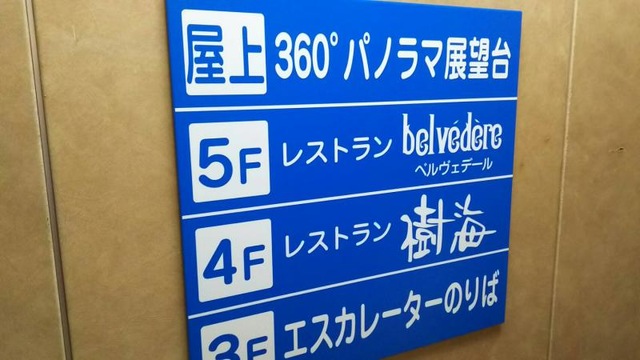 屋上 360°パノラマ展望台
5F レストラン belvédère
ベルヴェデール
4F レストラン 樹海
3F エスカレーターのりば